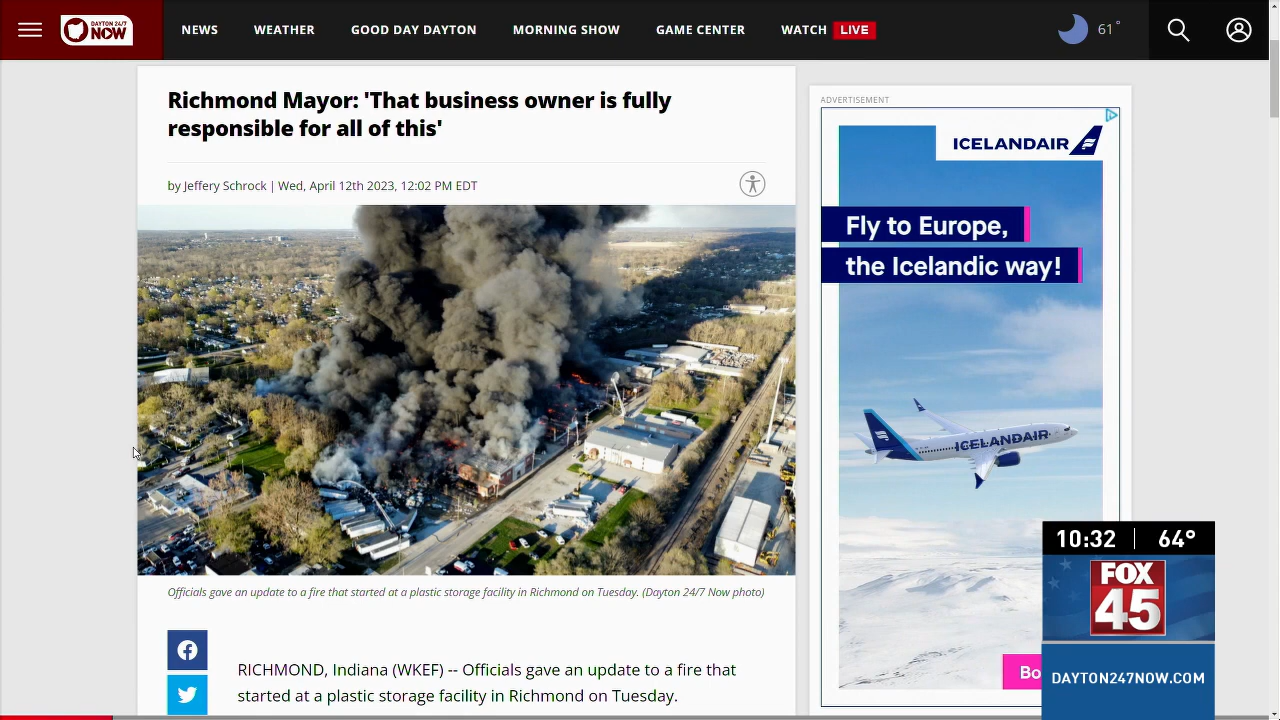 DAYTON 24/7
NOW
NEWS
WEATHER
GOOD DAY DAYTON
MORNING SHOW
GAME CENTER
WATCH LIVE
61°
Richmond Mayor: 'That business owner is fully
responsible for all of this'
by Jeffery Schrock | Wed, April 12th 2023, 12:02 PM EDT
Officials gave an update to a fire that started at a plastic storage facility in Richmond on Tuesday. (Dayton 24/7 Now photo)
RICHMOND, Indiana (WKEF) -- Officials gave an update to a fire that
started at a plastic storage facility in Richmond on Tuesday.
ADVERTISEMENT
ICELANDAIR
Fly to Europe,
the Icelandic way!
ICELANDAIR
Bo
10:32 64°
FOX
45
DAYTON247NOW.COM